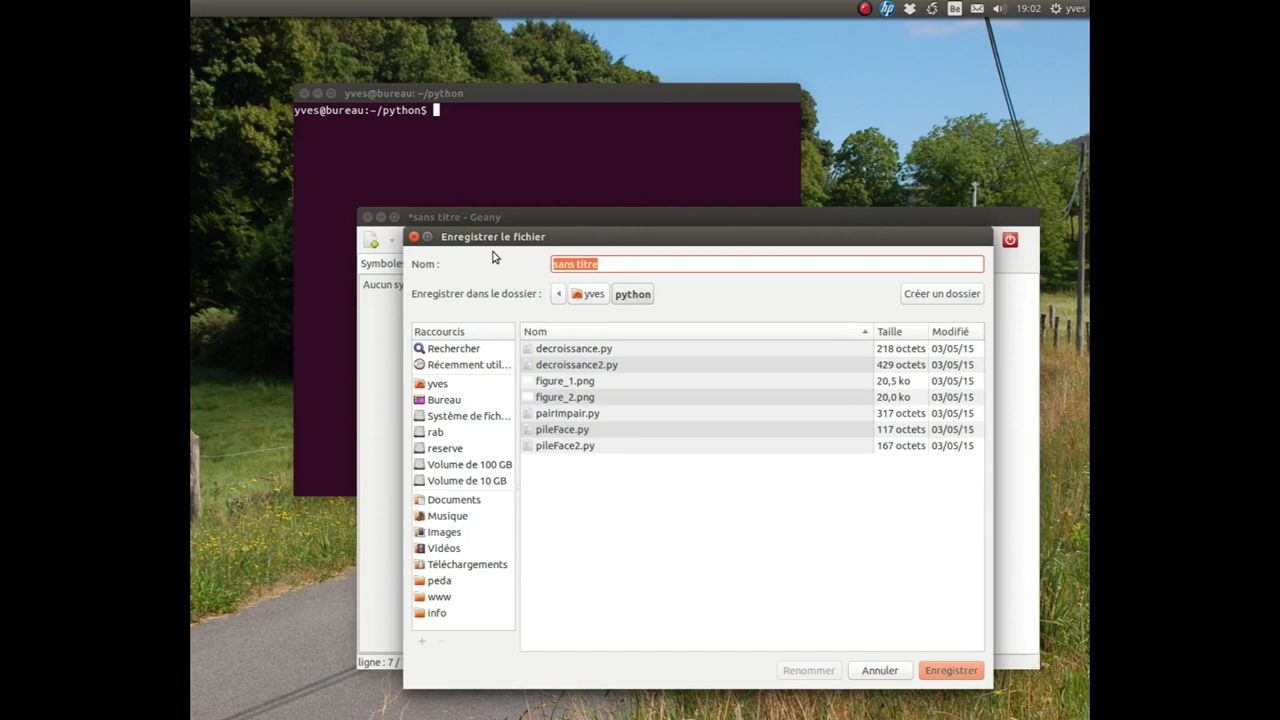 Be 19:02 yves
yves@bureau: ~/python
yves@bureau:~/python$
*sans titre - Geany
Enregistrer le fichier
Symboles
Aucun sy
Nom :
sans titre
Enregistrer dans le dossier :
yves
python
Créer un dossier
Raccourcis
Rechercher
Récemment util...
yves
Bureau
Système de fich...
rab
reserve
Volume de 100 GB
Volume de 10 GB
Documents
Musique
Images
Vidéos
Téléchargements
peda
www
info
Nom Taille Modifié
decroissance.py 218 octets 03/05/15
decroissance2.py 429 octets 03/05/15
figure_1.png 20,5 ko 03/05/15
figure_2.png 20,0 ko 03/05/15
pairImpair.py 317 octets 03/05/15
pileFace.py 117 octets 03/05/15
pileFace2.py 167 octets 03/05/15
ligne : 7 /
Renommer Annuler Enregistrer